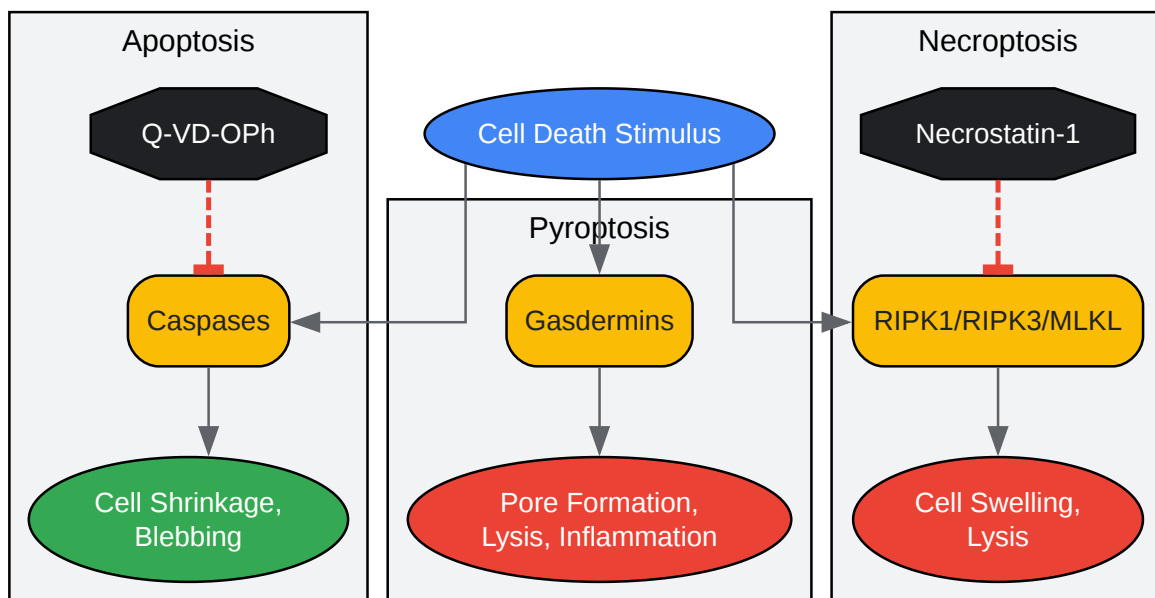 Apoptosis
Necroptosis
Q-VD-OPh
Cell Death Stimulus
Necrostatin-1
Pyroptosis
Caspases
Gasdermins
RIPK1/RIPK3/MLKL
Cell Shrinkage,
Blebbing
Pore Formation,
Lysis, Inflammation
Cell Swelling,
Lysis